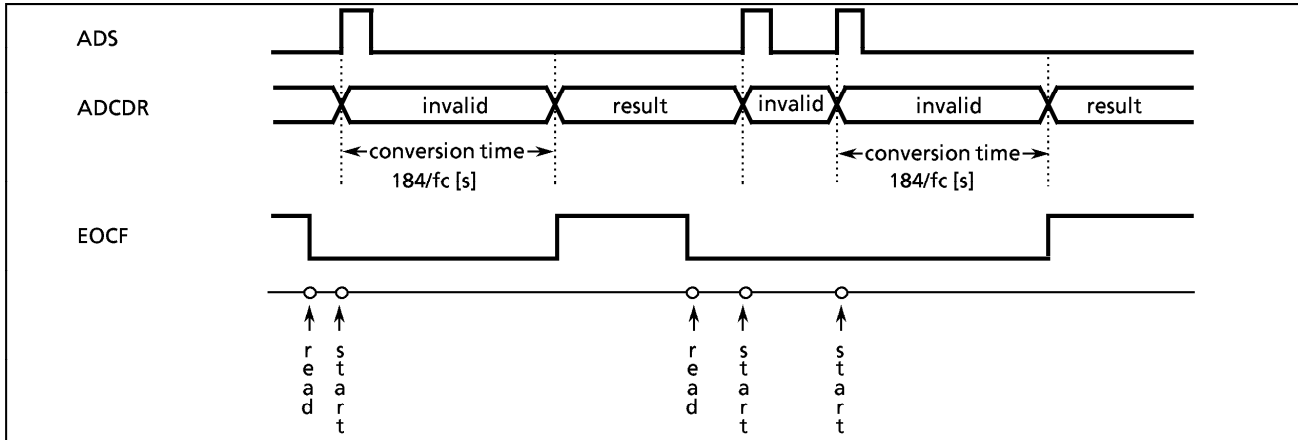 ADS
ADCDR
invalid
result
invalid
invalid
result
conversion time
184/fc [s]
conversion time
184/fc [s]
EOCF
read
start
read
start
start